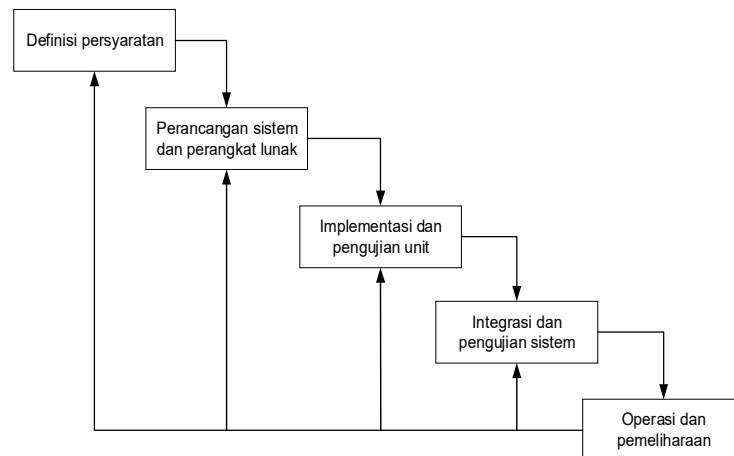 Definisi persyaratan
Perancangan sistem
dan perangkat lunak
Implementasi dan
pengujian unit
Integrasi dan
pengujian sistem
Operasi dan
pemeliharaan